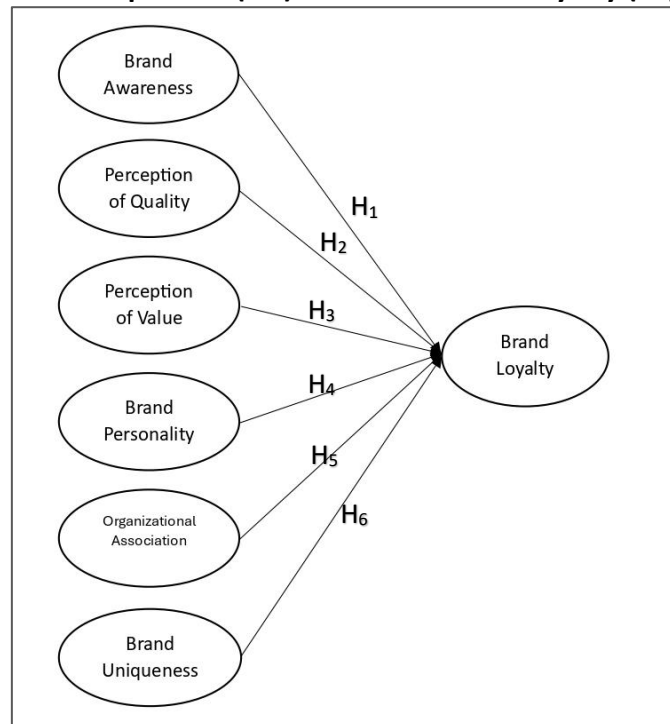 Brand
Awareness
Perception
of Quality
Perception
of Value
Brand
Personality
Organizational
Association
Brand
Uniqueness
H₁
H₂
H₃
H₄
H₅
H₆
Brand
Loyalty